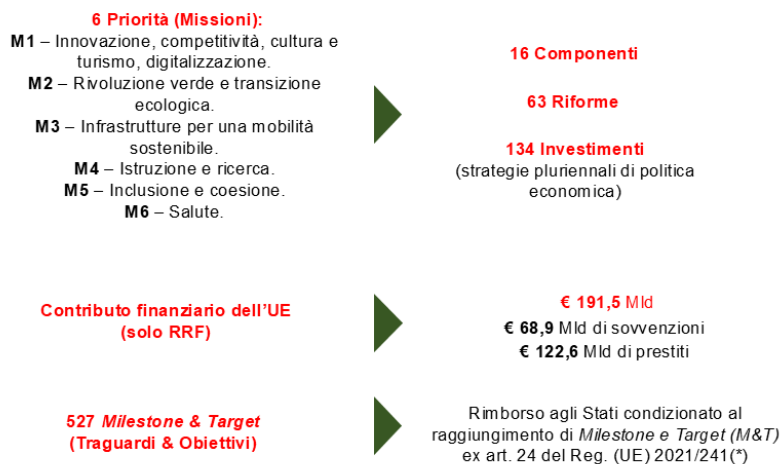 6 Priorità (Missioni):
M1 – Innovazione, competitività, cultura e
turismo, digitalizzazione.
M2 – Rivoluzione verde e transizione
ecologica.
M3 – Infrastrutture per una mobilità
sostenibile.
M4 – Istruzione e ricerca.
M5 – Inclusione e coesione.
M6 – Salute.
16 Componenti
63 Riforme
134 Investimenti
(strategie pluriennali di politica
economica)
Contributo finanziario dell'UE
(solo RRF)
€ 191,5 Mld
€ 68,9 Mld di sovvenzioni
€ 122,6 Mld di prestiti
527 Milestone & Target
(Traguardi & Obiettivi)
Rimborso agli Stati condizionato al
raggiungimento di Milestone e Target (M&T)
ex art. 24 del Reg. (UE) 2021/241(*)